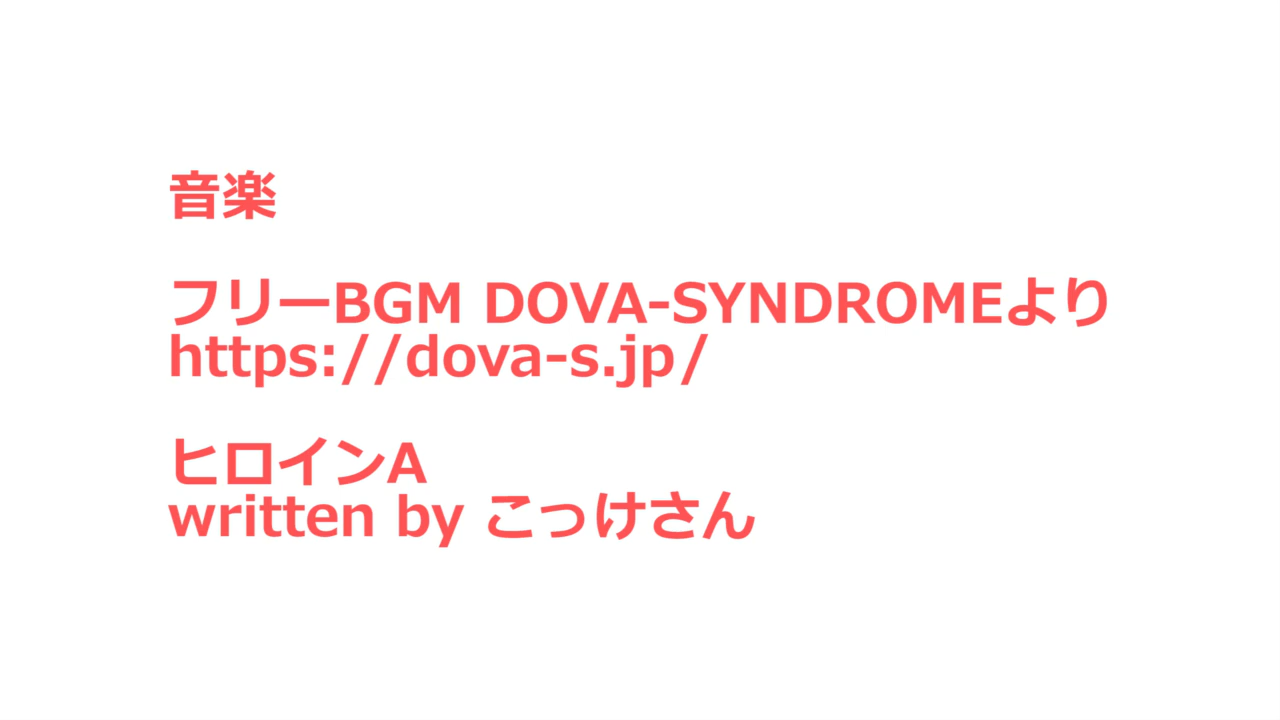 音楽
フリーBGM DOVA-SYNDROMEより
https://dova-s.jp/
ヒロインA
written by こっけさん